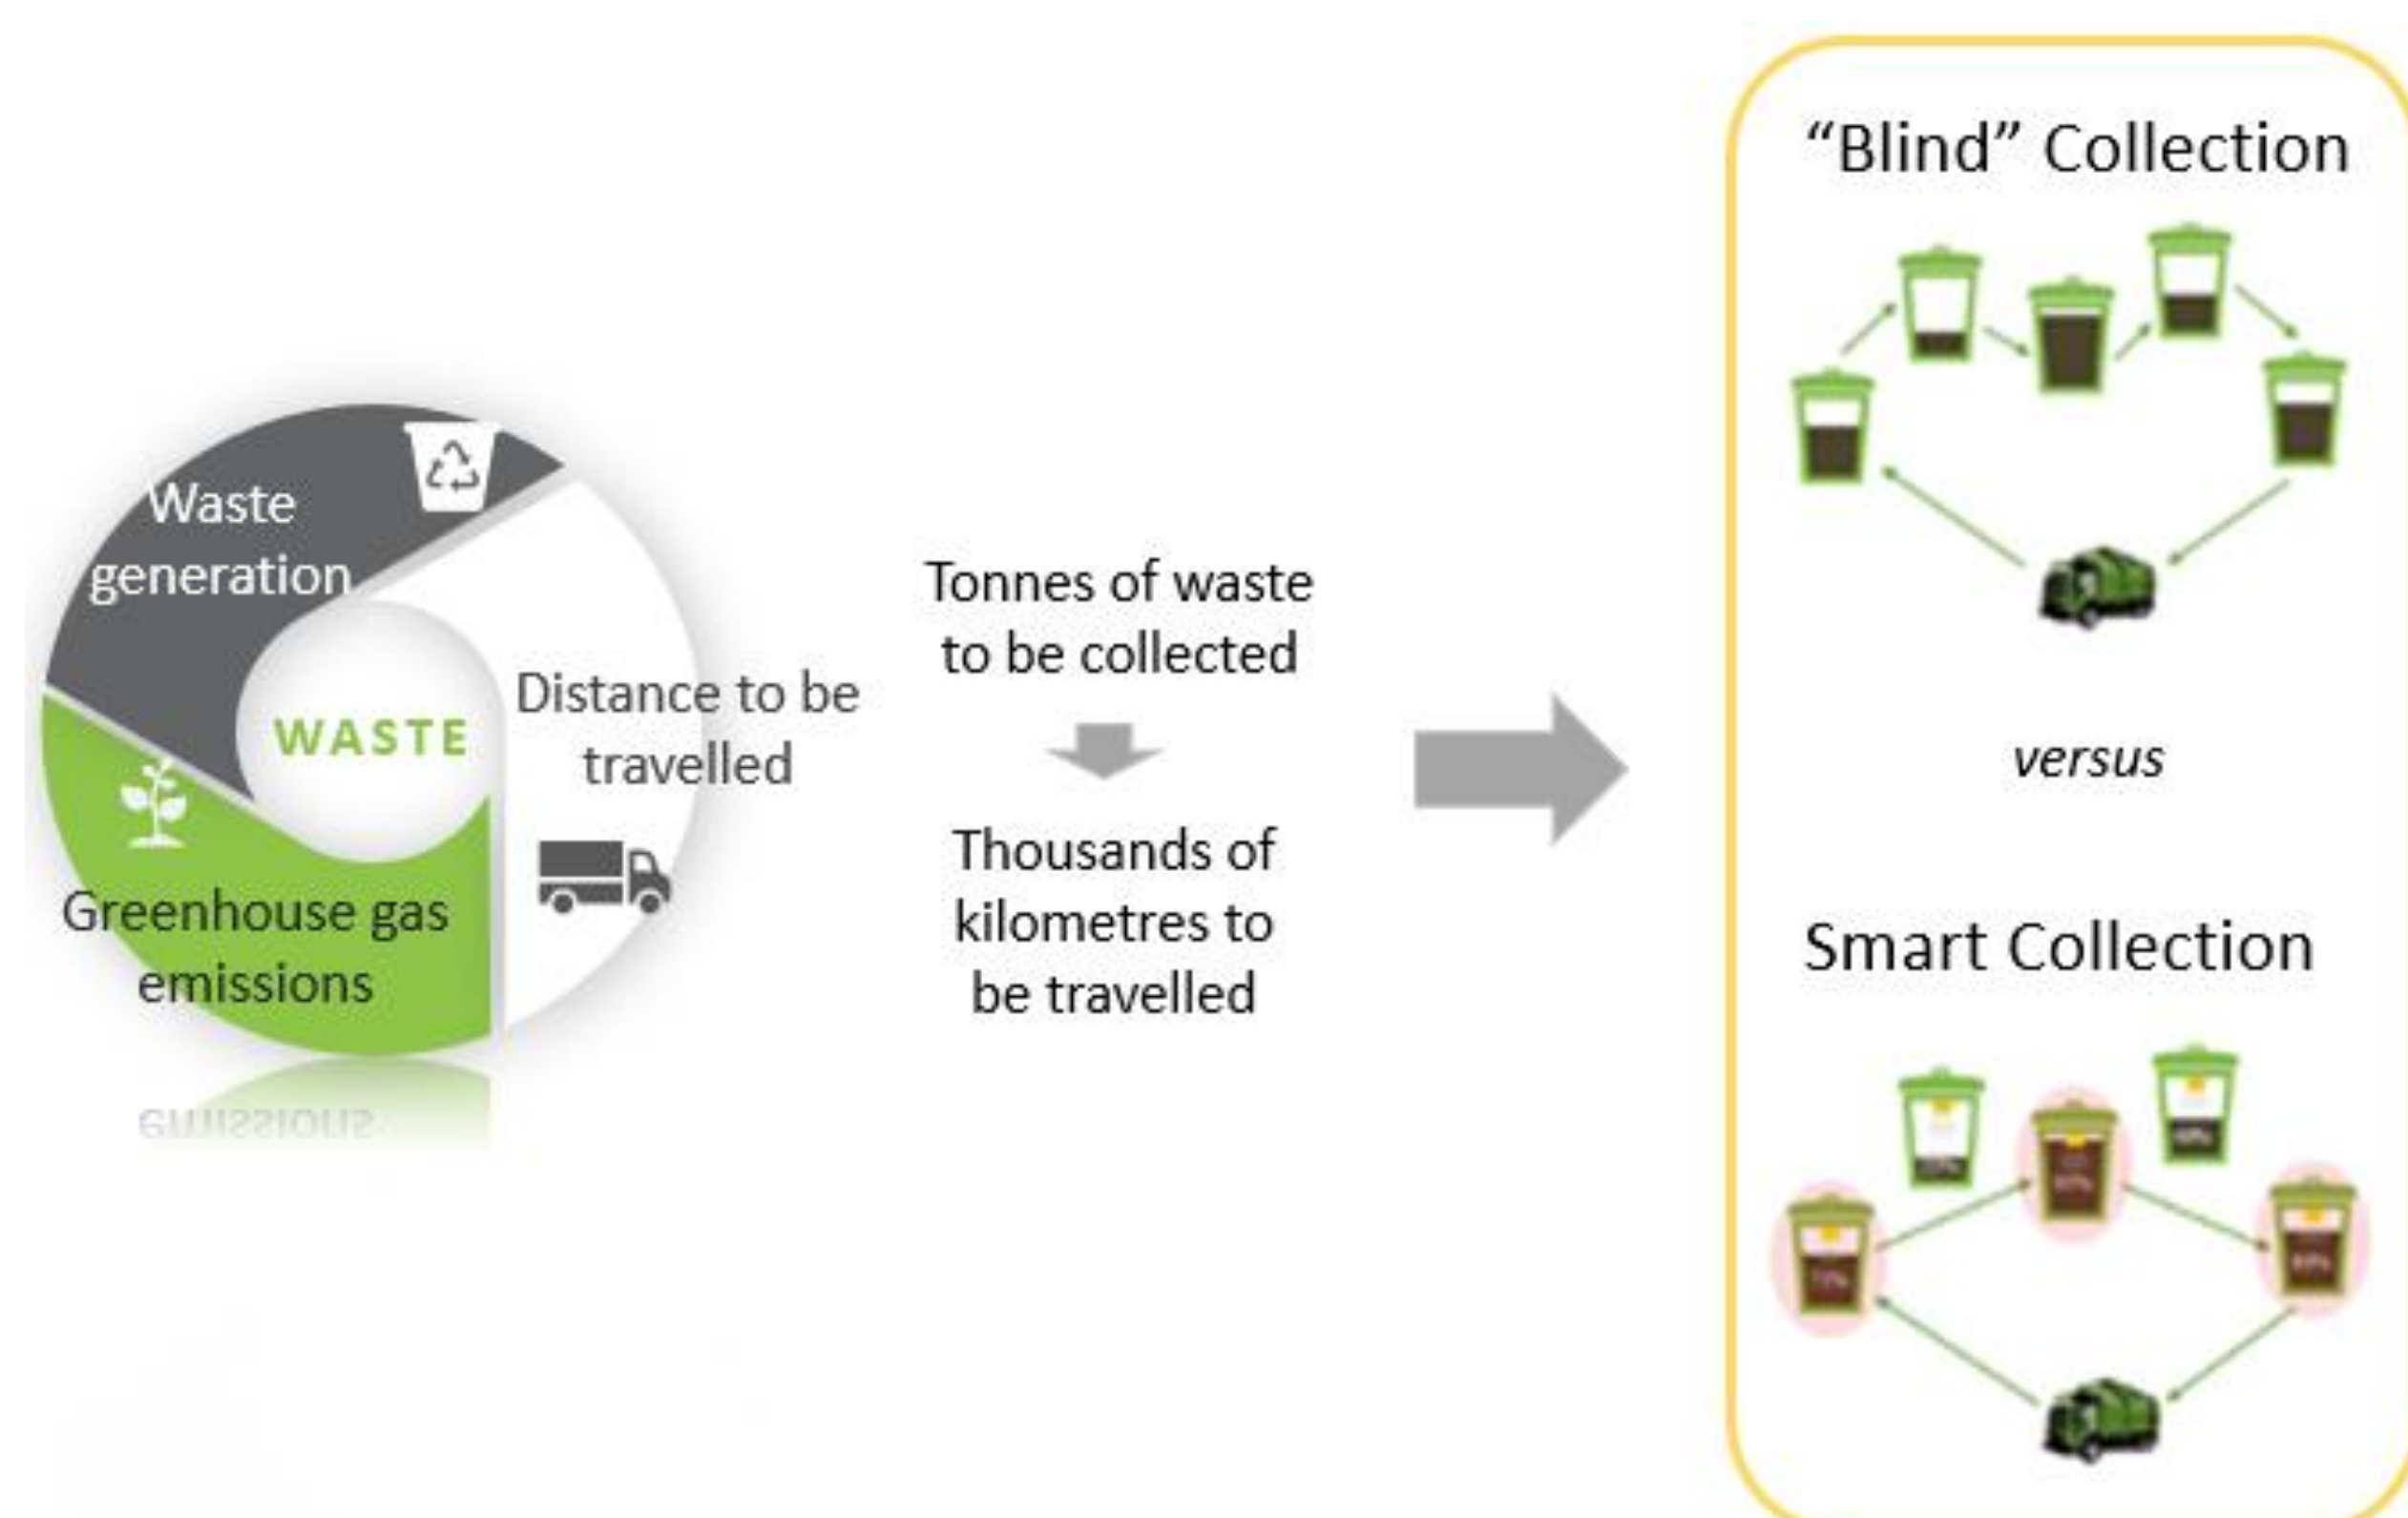 Waste
generation
WASTE
Distance to be
travelled
Greenhouse gas
emissions
Tonnes of waste
to be collected
Thousands of
kilometres to
be travelled
“Blind” Collection
versus
Smart Collection